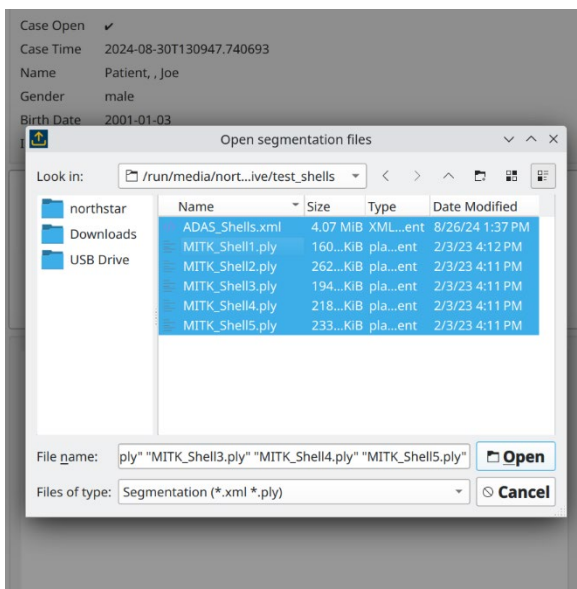 Case Open ✔
Case Time 2024-08-30T130947.740693
Name Patient, , Joe
Gender male
Birth Date 2001-01-03
I
Open segmentation files
Look in: /run/media/nort...ive/test_shells
northstar
Downloads
USB Drive
Name Size Type Date Modified
ADAS_Shells.xml 4.07 MiB XML...ent 8/26/24 1:37 PM
MITK_Shell1.ply 160...KiB pla...ent 2/3/23 4:12 PM
MITK_Shell2.ply 262...KiB pla...ent 2/3/23 4:11 PM
MITK_Shell3.ply 194...KiB pla...ent 2/3/23 4:11 PM
MITK_Shell4.ply 218...KiB pla...ent 2/3/23 4:11 PM
MITK_Shell5.ply 233...KiB pla...ent 2/3/23 4:11 PM
File name: ply" "MITK_Shell3.ply" "MITK_Shell4.ply" "MITK_Shell5.ply" Open
Files of type: Segmentation (*.xml *.ply) Cancel